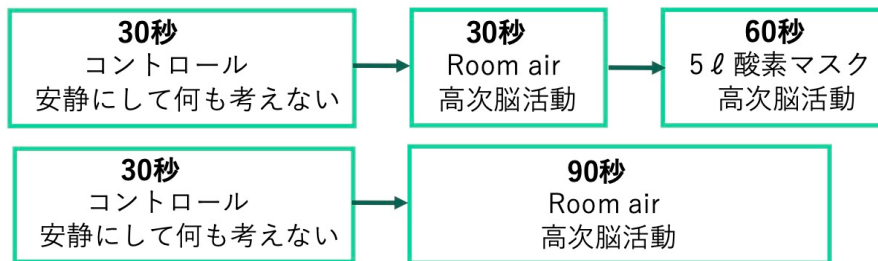 30秒
コントロール
安静にして何も考えない
30秒
Room air
高次脳活動
60秒
5ℓ酸素マスク
高次脳活動
30秒
コントロール
安静にして何も考えない
90秒
Room air
高次脳活動